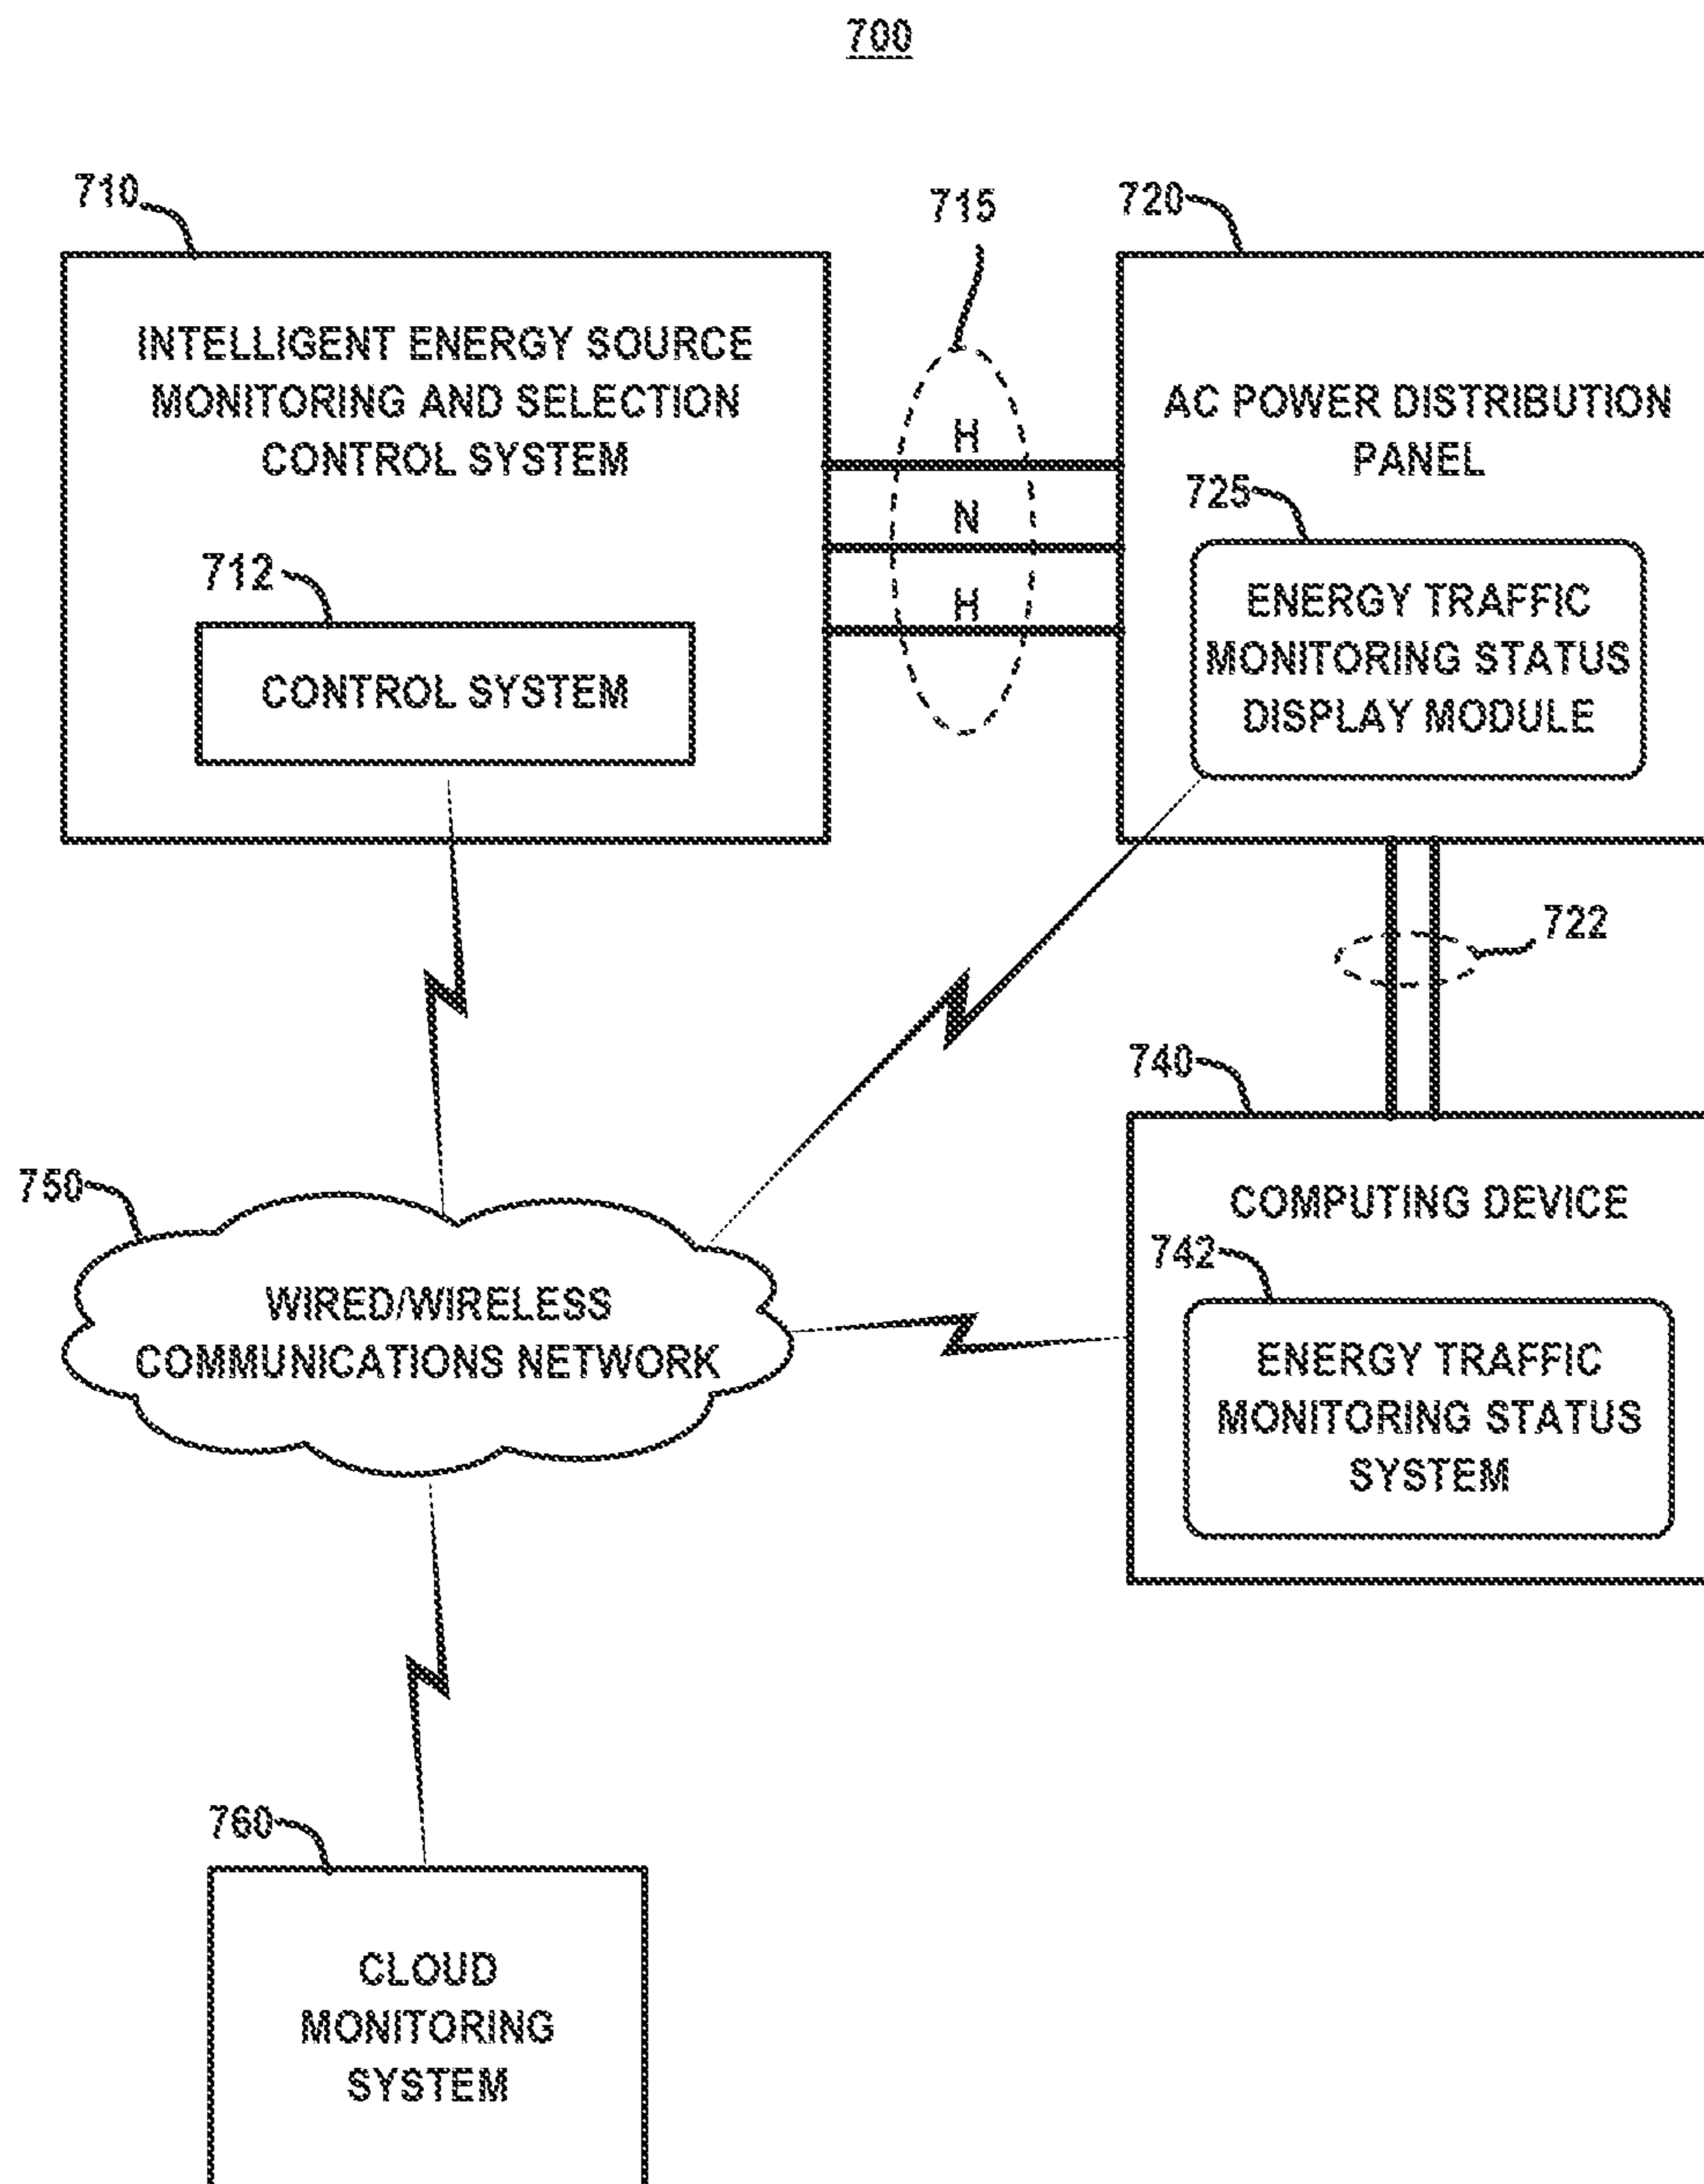 700
710
715
720
INTELLIGENT ENERGY SOURCE
MONITORING AND SELECTION
CONTROL SYSTEM
AC POWER DISTRIBUTION
PANEL
H
N
H
712
CONTROL SYSTEM
725
ENERGY TRAFFIC
MONITORING STATUS
DISPLAY MODULE
722
740
COMPUTING DEVICE
742
ENERGY TRAFFIC
MONITORING STATUS
SYSTEM
750
WIRED/WIRELESS
COMMUNICATIONS NETWORK
760
CLOUD
MONITORING
SYSTEM